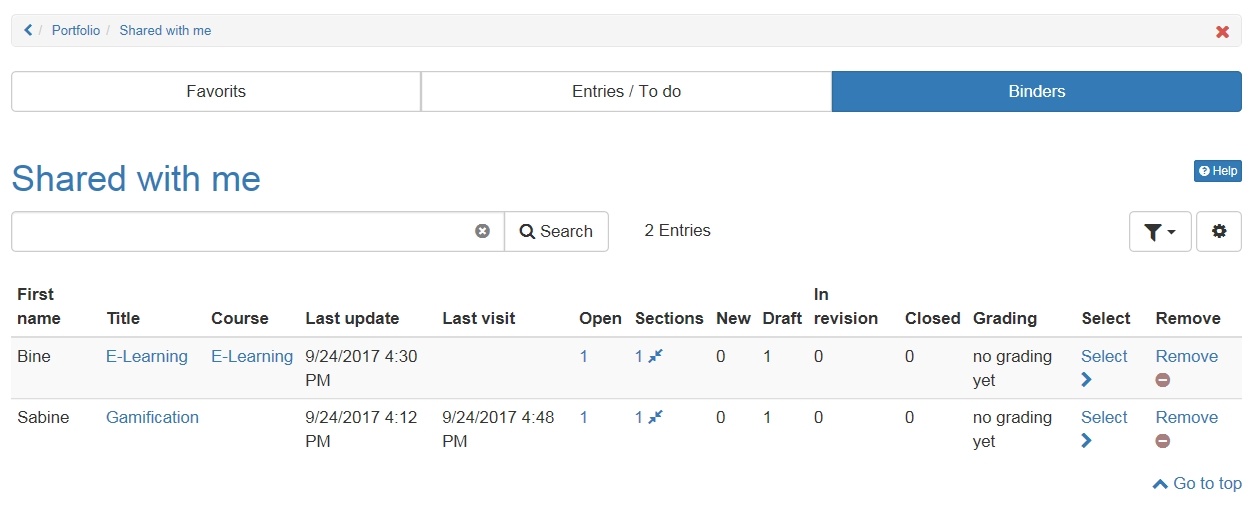 / Portfolio / Shared with me
Favorits Entries / To do Binders
Shared with me
Help
Search 2 Entries
First name Title Course Last update Last visit Open Sections New Draft In revision Closed Grading Select Remove
Bine E-Learning E-Learning 9/24/2017 4:30 PM 1 1 0 1 0 0 no grading yet Select Remove
Sabine Gamification 9/24/2017 4:12 PM 9/24/2017 4:48 PM 1 1 0 1 0 0 no grading yet Select Remove
Go to top